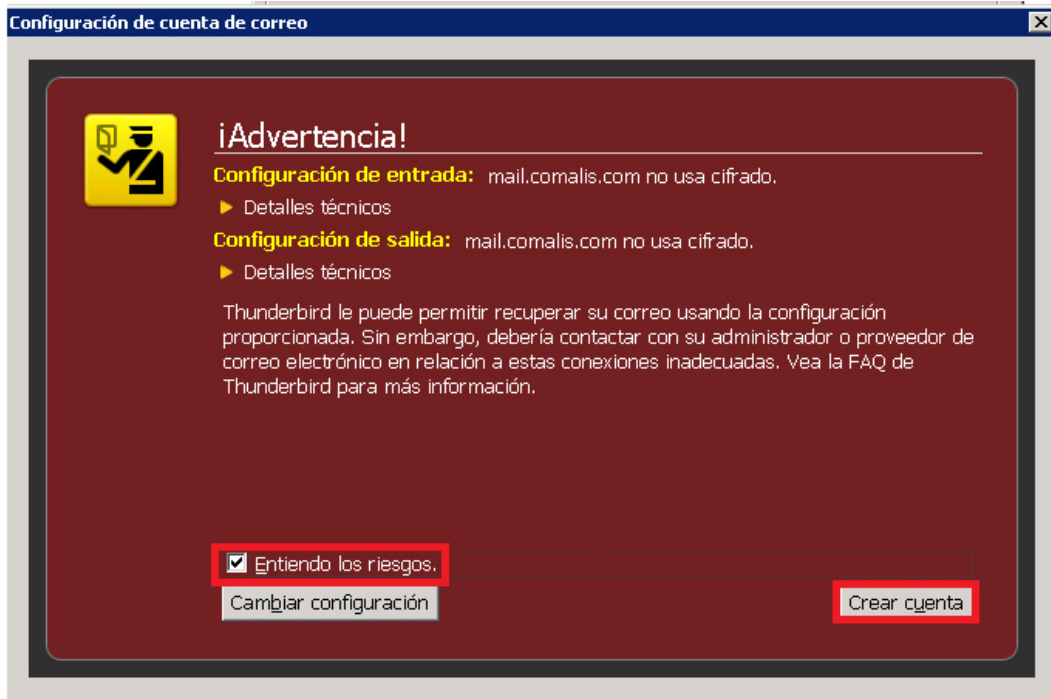 Configuración de cuenta de correo
¡Advertencia!
Configuración de entrada: mail.comalis.com no usa cifrado.
Detalles técnicos
Configuración de salida: mail.comalis.com no usa cifrado.
Detalles técnicos
Thunderbird le puede permitir recuperar su correo usando la configuración
proporcionada. Sin embargo, debería contactar con su administrador o proveedor de
correo electrónico en relación a estas conexiones inadecuadas. Vea la FAQ de
Thunderbird para más información.
Entiendo los riesgos.
Cambiar configuración
Crear cuenta